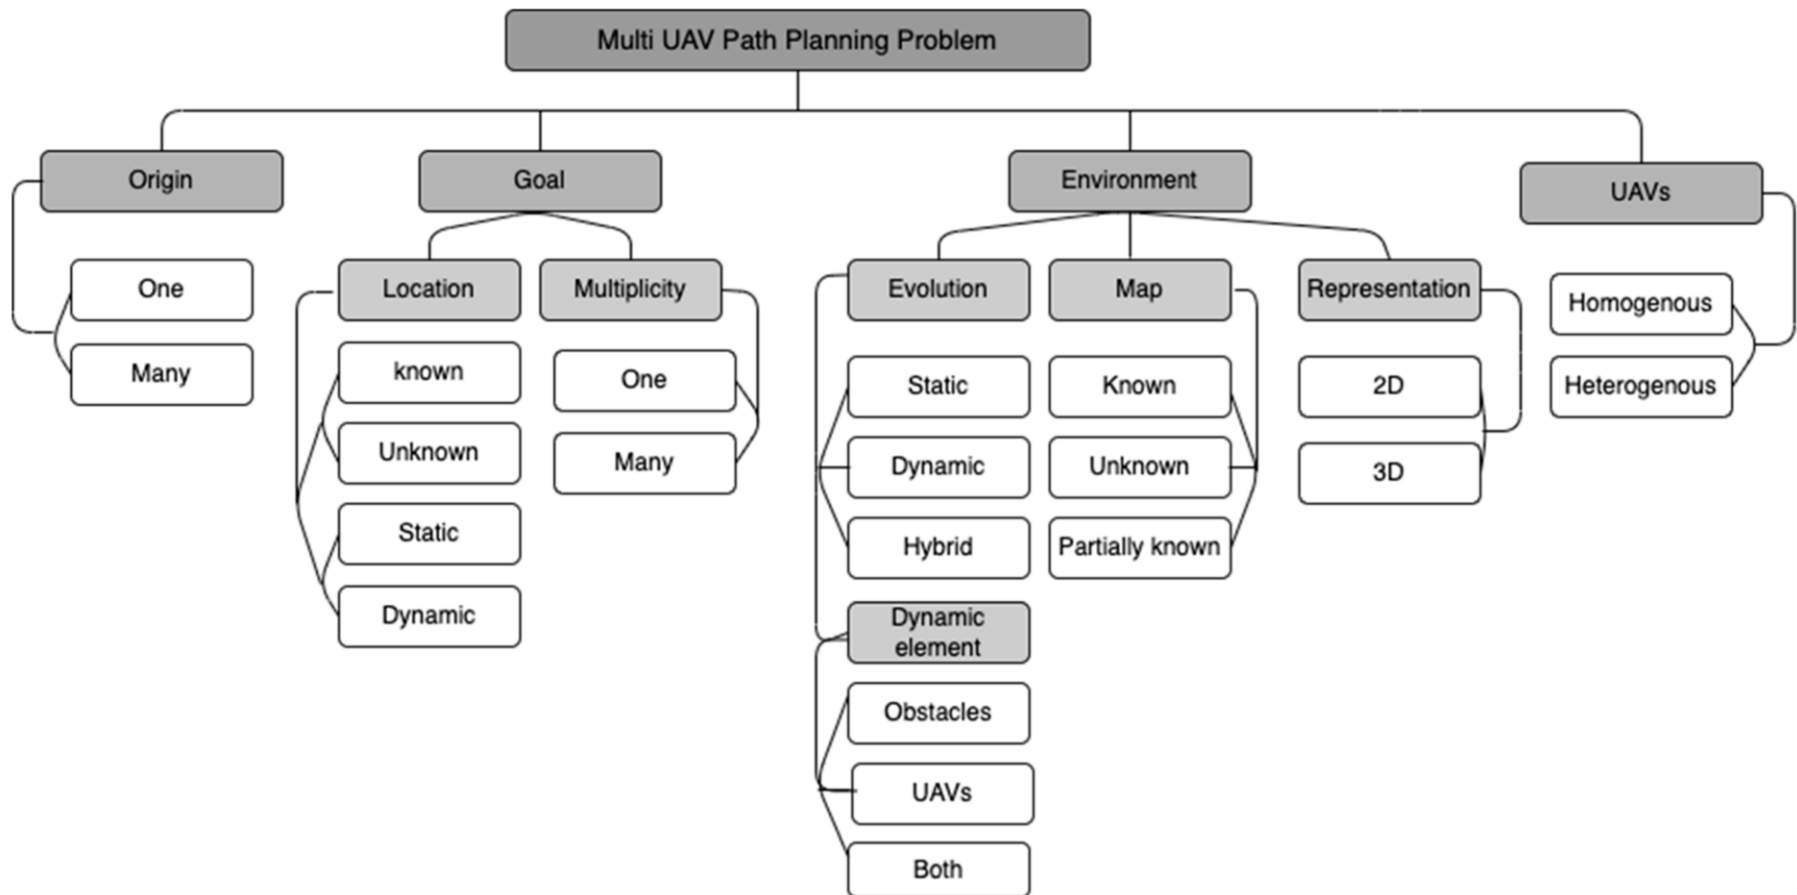 Multi UAV Path Planning Problem
Origin
One
Many
Goal
Location
known
Unknown
Static
Dynamic
Multiplicity
One
Many
Environment
Evolution
Static
Dynamic
Hybrid
Dynamic
element
Obstacles
UAVs
Both
Map
Known
Unknown
Partially known
Representation
2D
3D
UAVs
Homogenous
Heterogenous